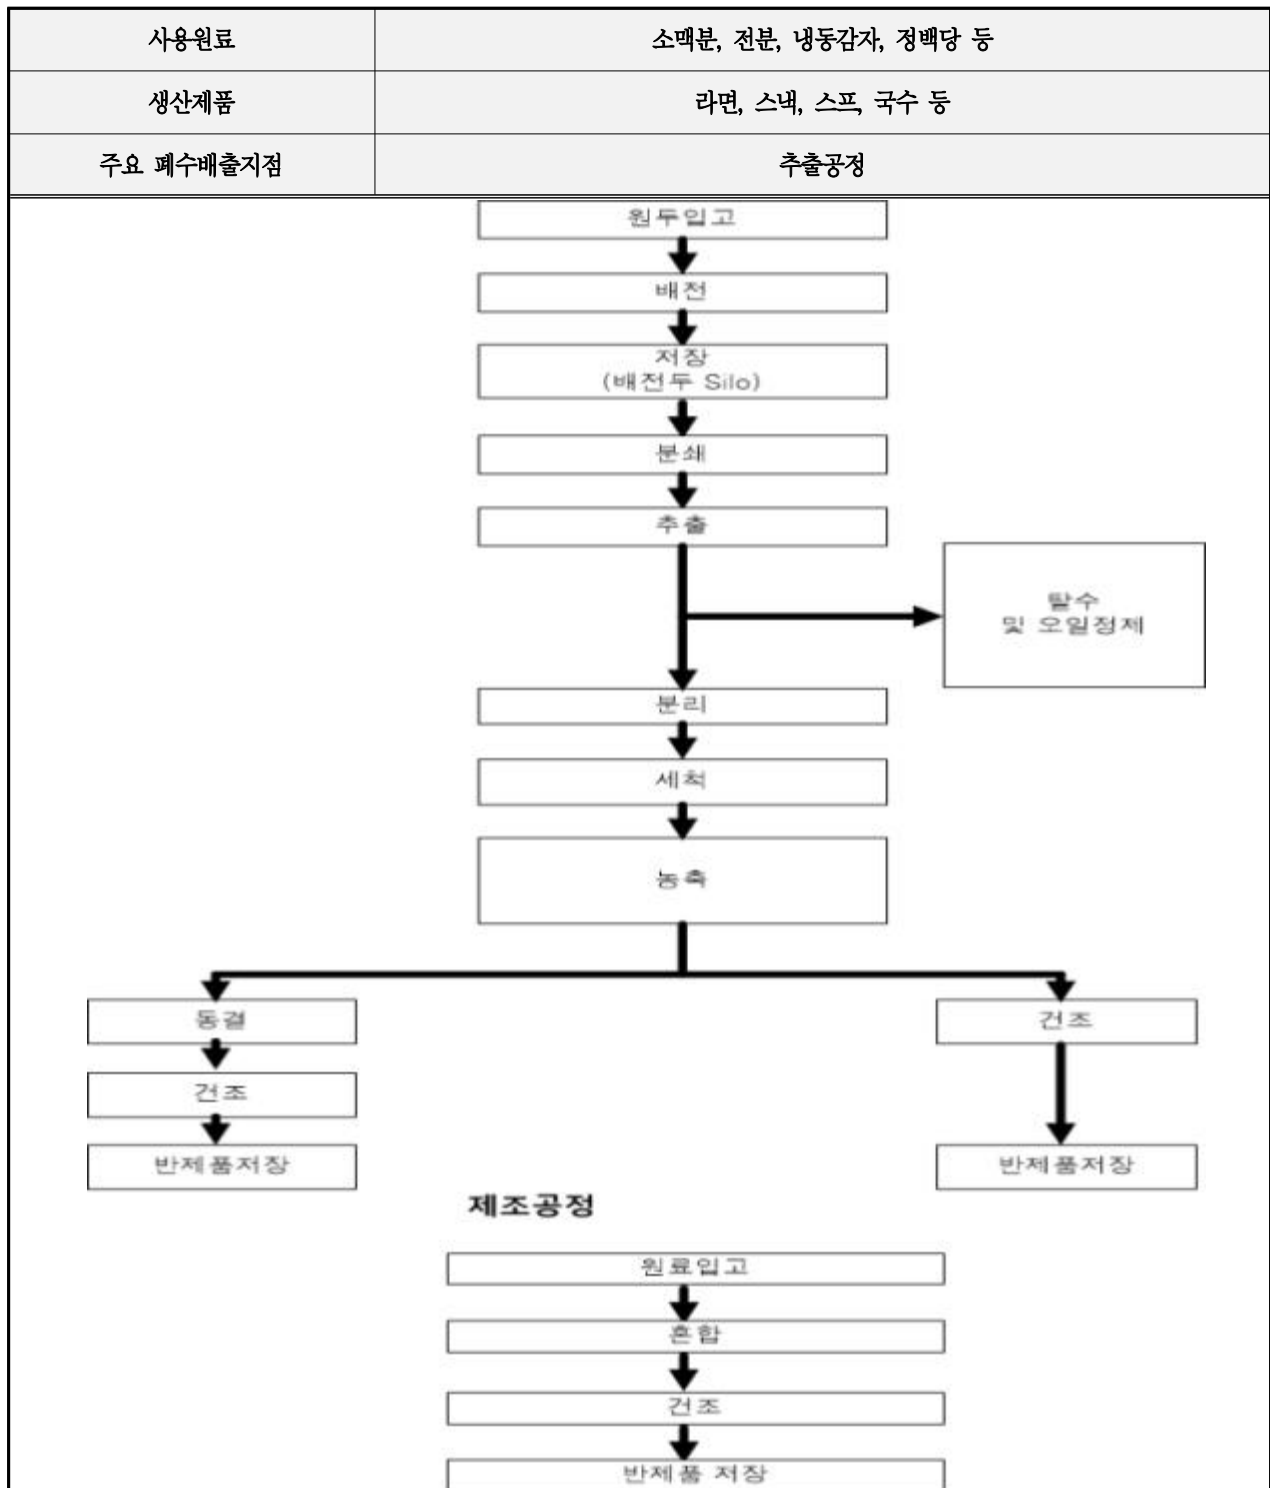 사용원료
소맥분, 전분, 냉동감자, 정백당 등
생산제품
라면, 스낵, 스프, 국수 등
주요 폐수배출지점
추출공정
원두입고
배전
저장
(배전두 Silo)
분쇄
추출
탈수
및 오일정제
분리
세척
농축
동결
건조
건조
반제품저장
반제품저장
제조공정
원료입고
혼합
건조
반제품 저장